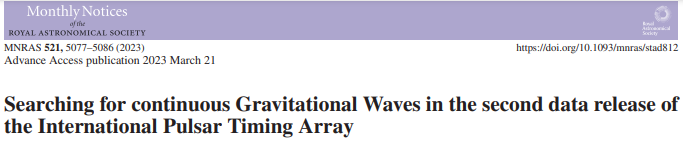 Monthly Notices
of the
ROYAL ASTRONOMICAL SOCIETY
Royal
Astronomical
Society
MNRAS 521, 5077–5086 (2023)
https://doi.org/10.1093/mnras/stad812
Advance Access publication 2023 March 21
Searching for continuous Gravitational Waves in the second data release of
the International Pulsar Timing Array